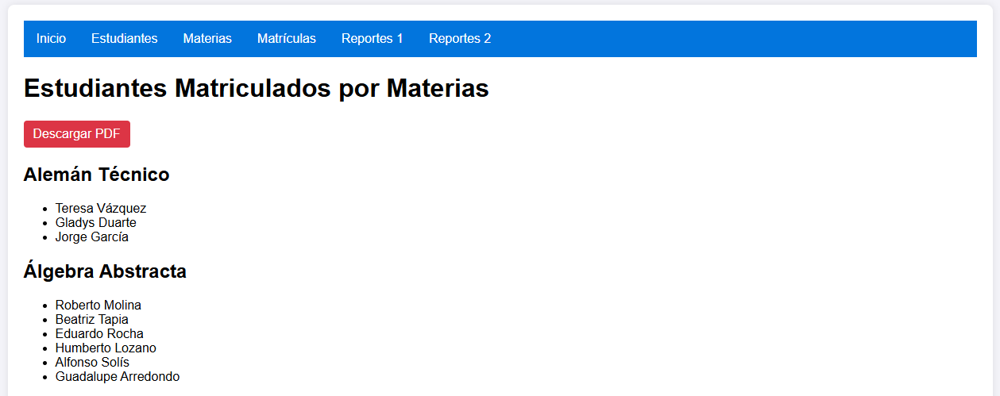 Inicio Estudiantes Materias Matrículas Reportes 1 Reportes 2
Estudiantes Matriculados por Materias
Descargar PDF
Alemán Técnico
Teresa Vázquez
Gladys Duarte
Jorge García
Álgebra Abstracta
Roberto Molina
Beatriz Tapia
Eduardo Rocha
Humberto Lozano
Alfonso Solís
Guadalupe Arredondo